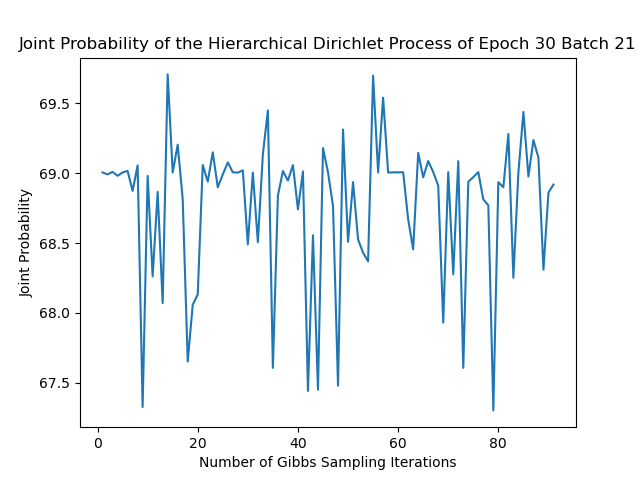 Joint Probability of the Hierarchical Dirichlet Process of Epoch 30 Batch 21
69.5
69.0
68.5
68.0
67.5
Joint Probability
0 20 40 60 80
Number of Gibbs Sampling Iterations